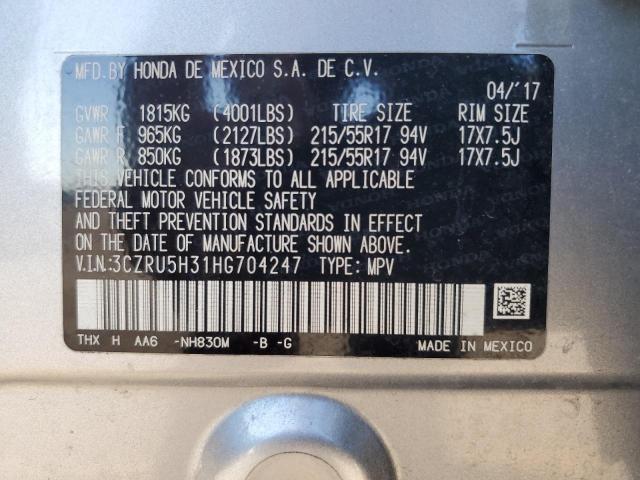 MFD.BY HONDA DE MEXICO S.A. DE C.V.
04/'17
GVWR 1815KG (4001LBS) TIRE SIZE RIM SIZE
GAWR F 965KG (2127LBS) 215/55R17 94V 17X7.5J
GAWR R 850KG (1873LBS) 215/55R17 94V 17X7.5J
THIS VEHICLE CONFORMS TO ALL APPLICABLE
FEDERAL MOTOR VEHICLE SAFETY
AND THEFT PREVENTION STANDARDS IN EFFECT
ON THE DATE OF MANUFACTURE SHOWN ABOVE.
V.I.N:3CZRU5H31HG704247 TYPE: MPV
THX H AA6 -NH830M -B -G MADE IN MEXICO